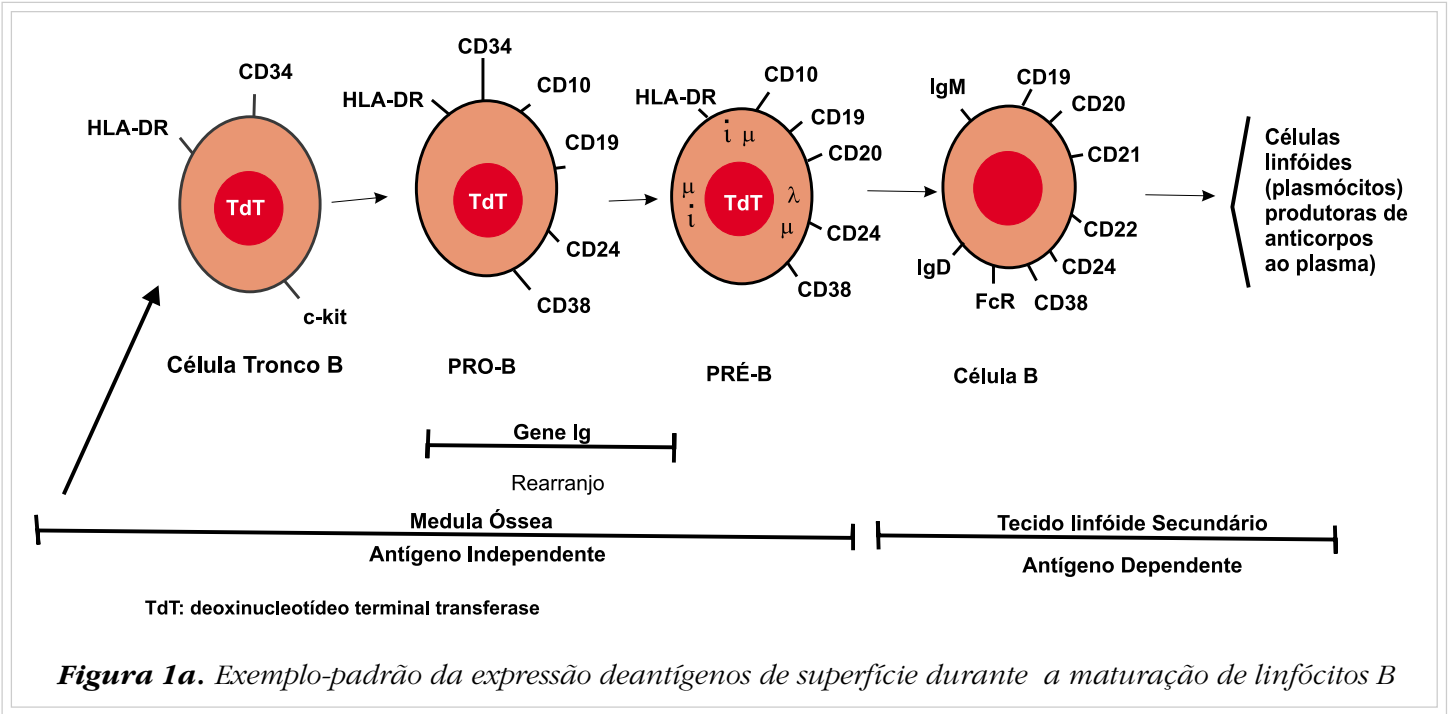 CD34
HLA-DR
TdT
c-kit
Célula Tronco B
CD34
HLA-DR
CD10
CD19
TdT
CD24
CD38
PRO-B
HLA-DR
CD10
CD19
CD20
i μ
μ
i
TdT
λ
μ
CD24
CD38
PRÉ-B
IgM
CD19
CD20
CD21
CD22
CD24
CD38
FcR
IgD
Célula B
Células
linfóides
(plasmócitos)
produtoras de
anticorpos
ao plasma)
Gene Ig
Rearranjo
Medula Óssea
Antígeno Independente
Tecido linfóide Secundário
Antígeno Dependente
TdT: deoxinucleotídeo terminal transferase
Figura 1a. Exemplo-padrão da expressão deantígenos de superfície durante a maturação de linfócitos B